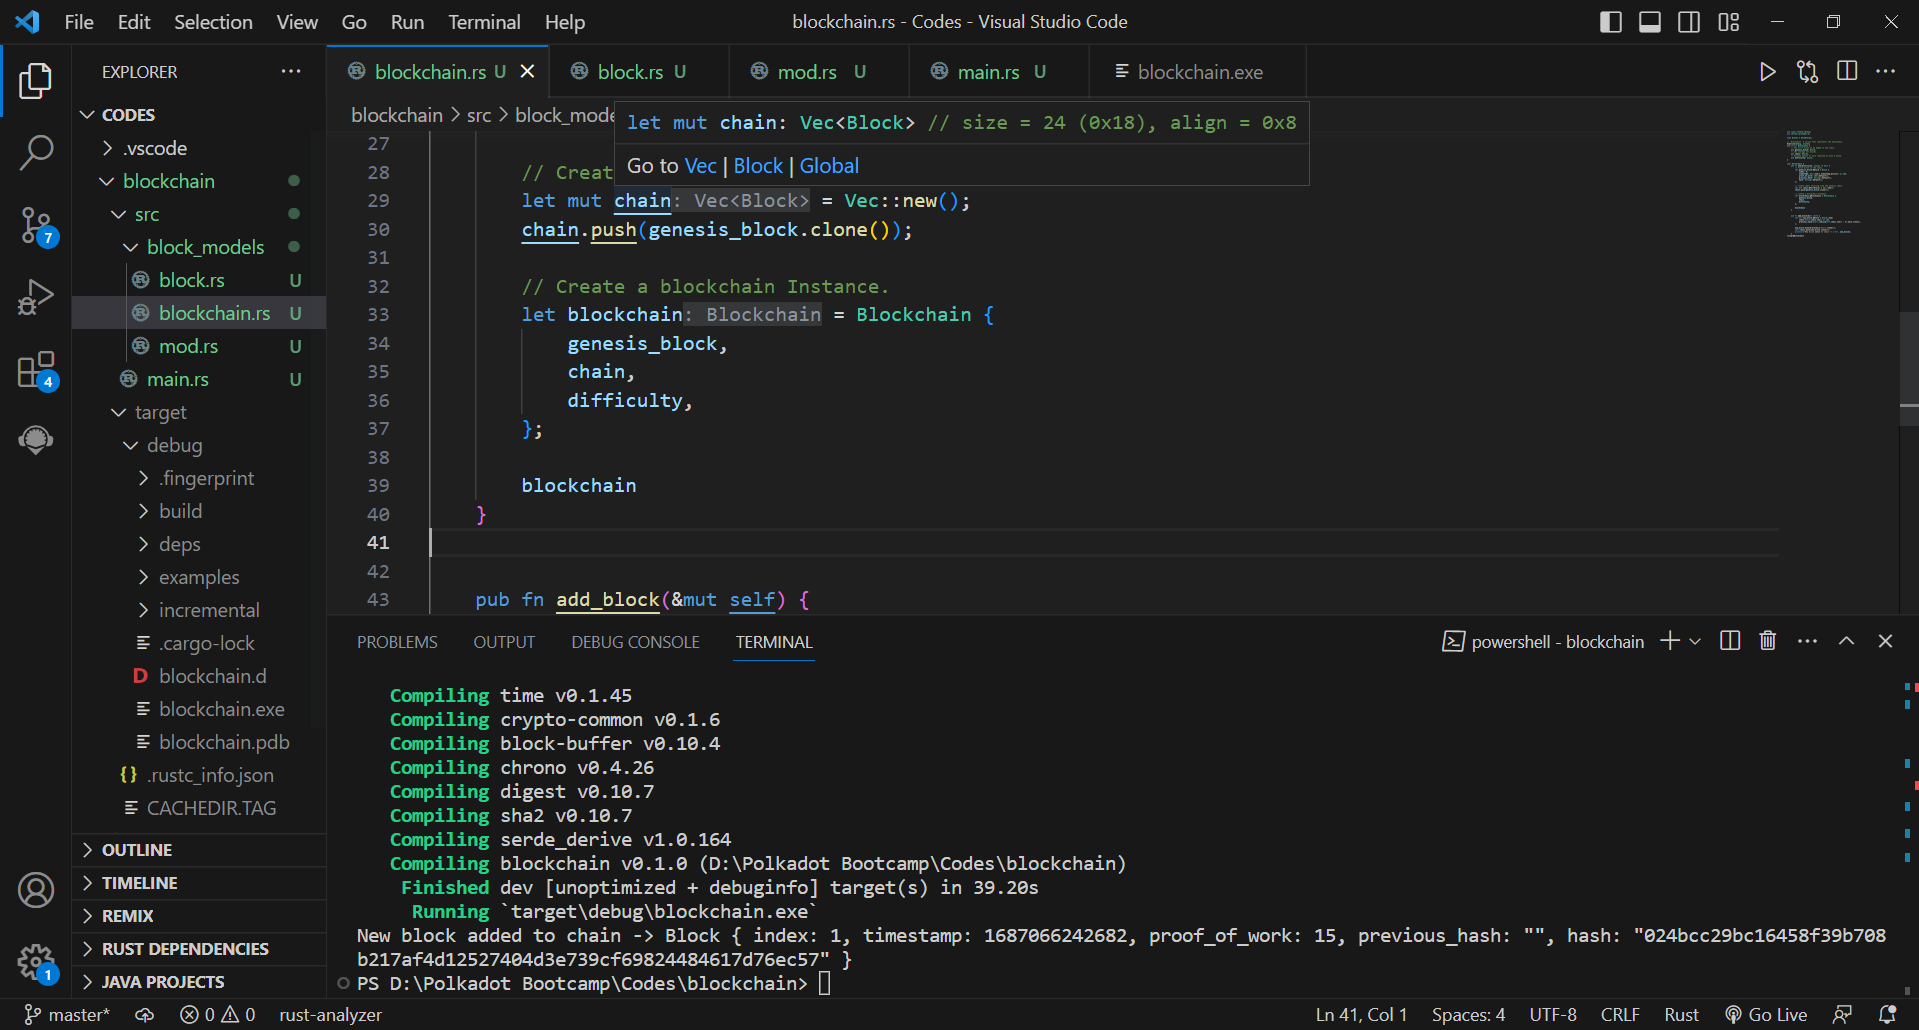 File Edit Selection View Go Run Terminal Help
blockchain.rs - Codes - Visual Studio Code
EXPLORER
CODES
.vscode
blockchain
src
block_models
block.rs U
blockchain.rs U
mod.rs U
main.rs U
target
debug
.fingerprint
build
deps
examples
incremental
.cargo-lock
D blockchain.d
blockchain.exe
blockchain.pdb
{} .rustc_info.json
CACHEDIR.TAG
OUTLINE
TIMELINE
REMIX
RUST DEPENDENCIES
JAVA PROJECTS
7
4
1
blockchain.rs U
block.rs U
mod.rs U
main.rs U
blockchain.exe
blockchain > src > block_mode
let mut chain: Vec<Block> // size = 24 (0x18), align = 0x8
Go to Vec | Block | Global
27
28 // Creat
29 let mut chain: Vec<Block> = Vec::new();
30 chain.push(genesis_block.clone());
31
32 // Create a blockchain Instance.
33 let blockchain: Blockchain = Blockchain {
34 genesis_block,
35 chain,
36 difficulty,
37 };
38
39 blockchain
40 }
41
42
43 pub fn add_block(&mut self) {
PROBLEMS OUTPUT DEBUG CONSOLE TERMINAL
powershell - blockchain
Compiling time v0.1.45
Compiling crypto-common v0.1.6
Compiling block-buffer v0.10.4
Compiling chrono v0.4.26
Compiling digest v0.10.7
Compiling sha2 v0.10.7
Compiling serde_derive v1.0.164
Compiling blockchain v0.1.0 (D:\Polkadot Bootcamp\Codes\blockchain)
Finished dev [unoptimized + debuginfo] target(s) in 39.20s
Running `target\debug\blockchain.exe`
New block added to chain -> Block { index: 1, timestamp: 1687066242682, proof_of_work: 15, previous_hash: "", hash: "024bcc29bc16458f39b708
b217af4d12527404d3e739cf69824484617d76ec57" }
PS D:\Polkadot Bootcamp\Codes\blockchain>
master* 0 0 rust-analyzer
Ln 41, Col 1 Spaces: 4 UTF-8 CRLF Rust Go Live